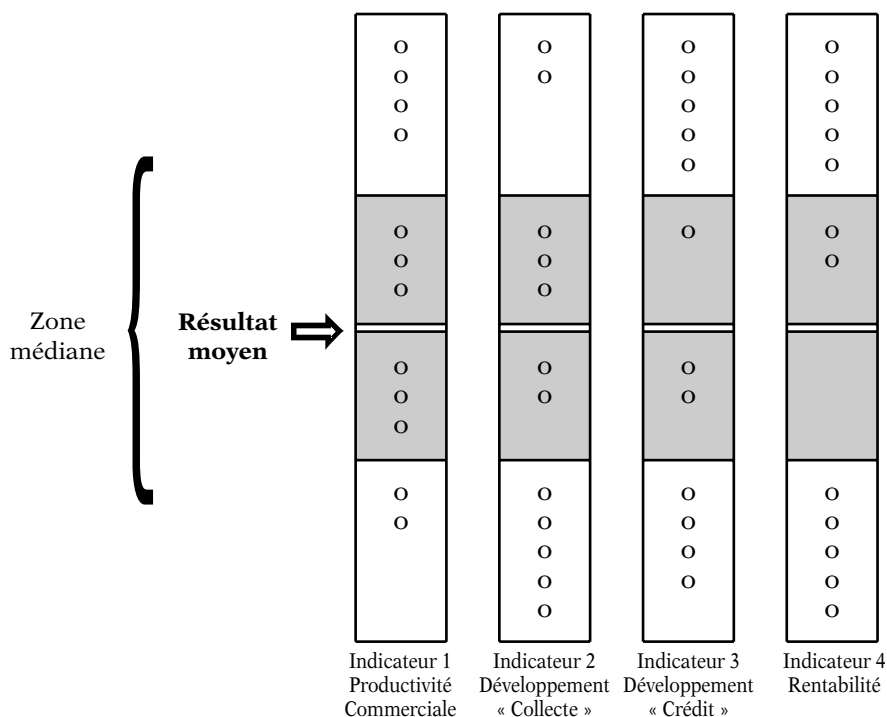 O O O O
O O O O
O O O
O O O
O O
O O O O
O O
O O
O O O
O O O
O
O O O O
O O O O
O O O
O O O
O O
Zone
médiane
Résultat
moyen
Indicateur 1
Productivité
Commerciale
Indicateur 2
Développement
« Collecte »
Indicateur 3
Développement
« Crédit »
Indicateur 4
Rentabilité